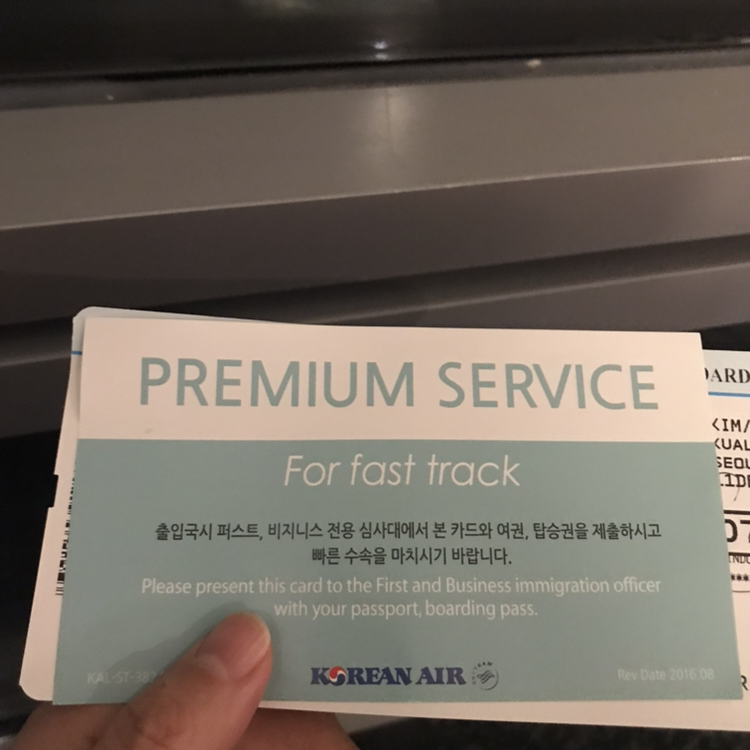 PREMIUM SERVICE
For fast track
출입국시 퍼스트, 비지니스 전용 심사대에서 본 카드와 여권, 탑승권을 제출하시고
빠른 수속을 마치시기 바랍니다.
Please present this card to the First and Business immigration officer
with your passport, boarding pass.
KOREAN AIR
Rev Date 2016.08